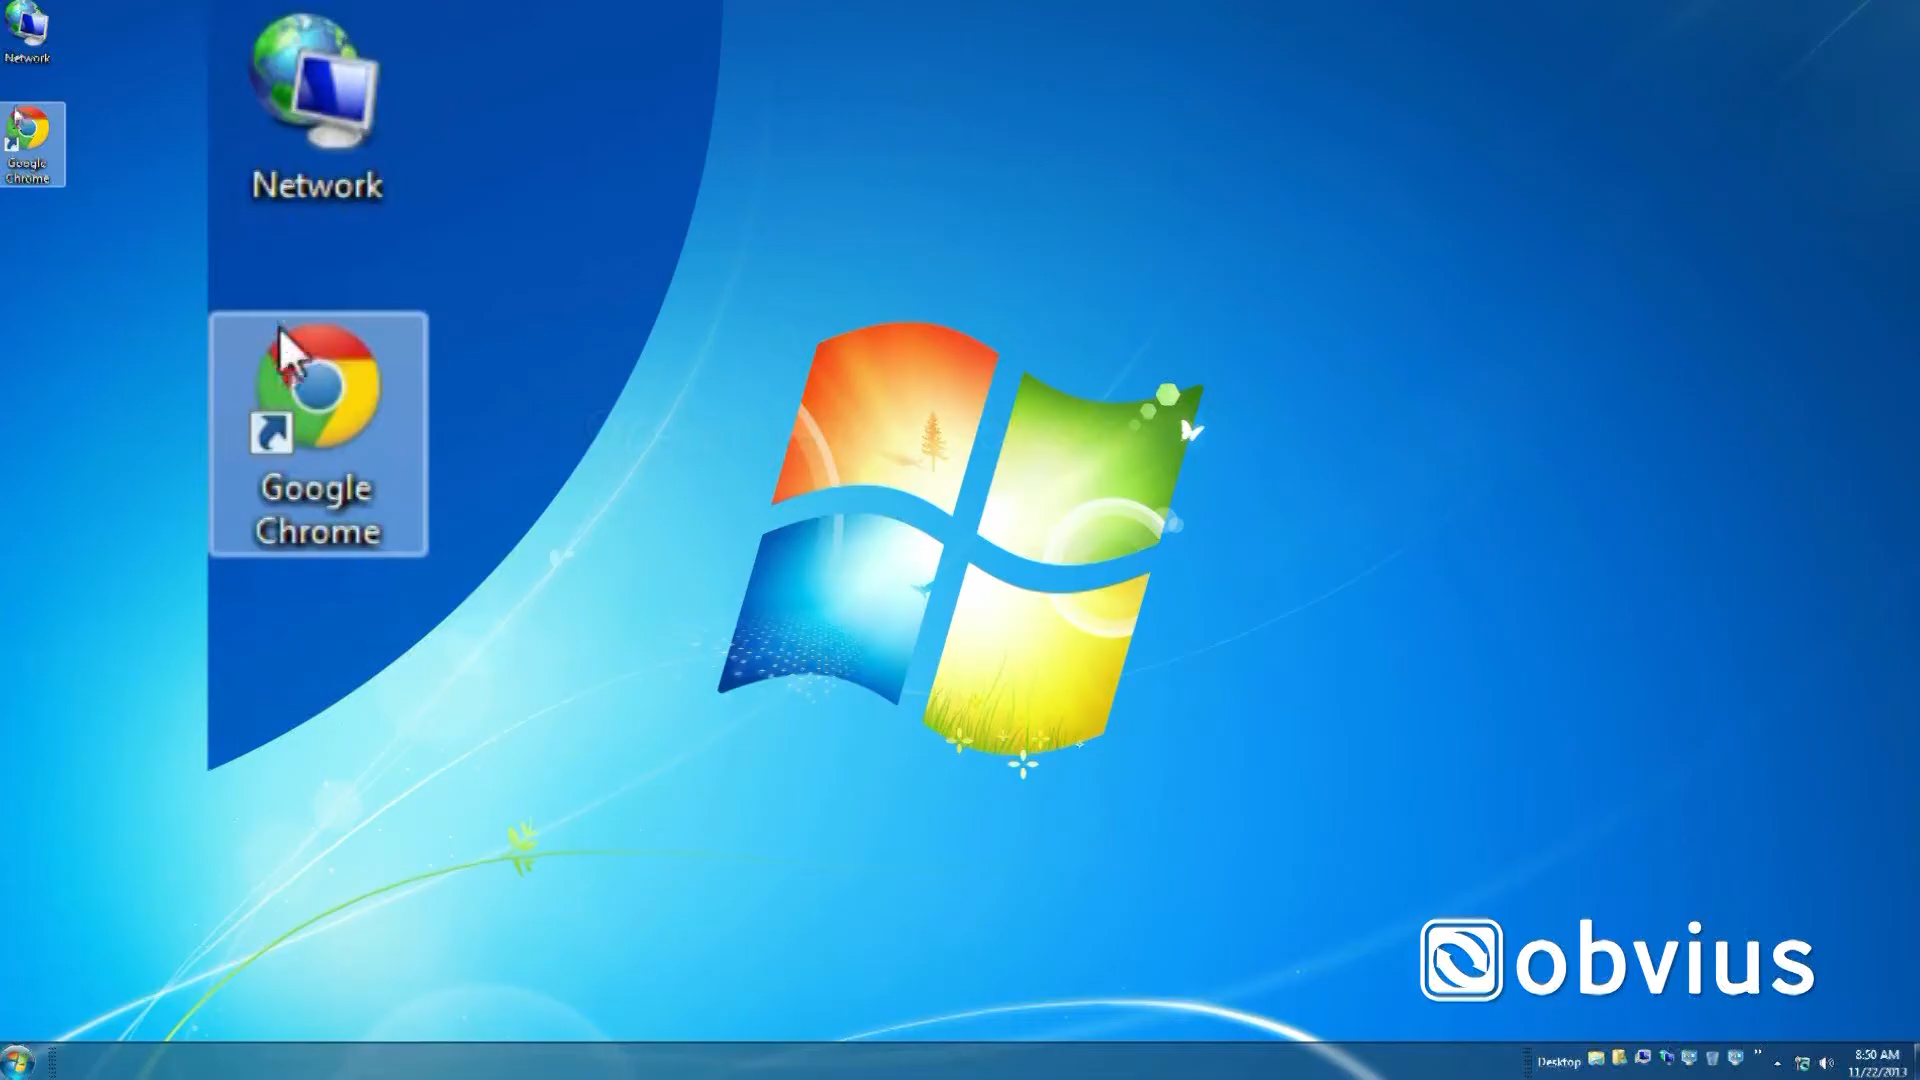 Network
Google
Chrome
Network
Google
Chrome
obvius
Desktop
8:50 AM
11/22/2013